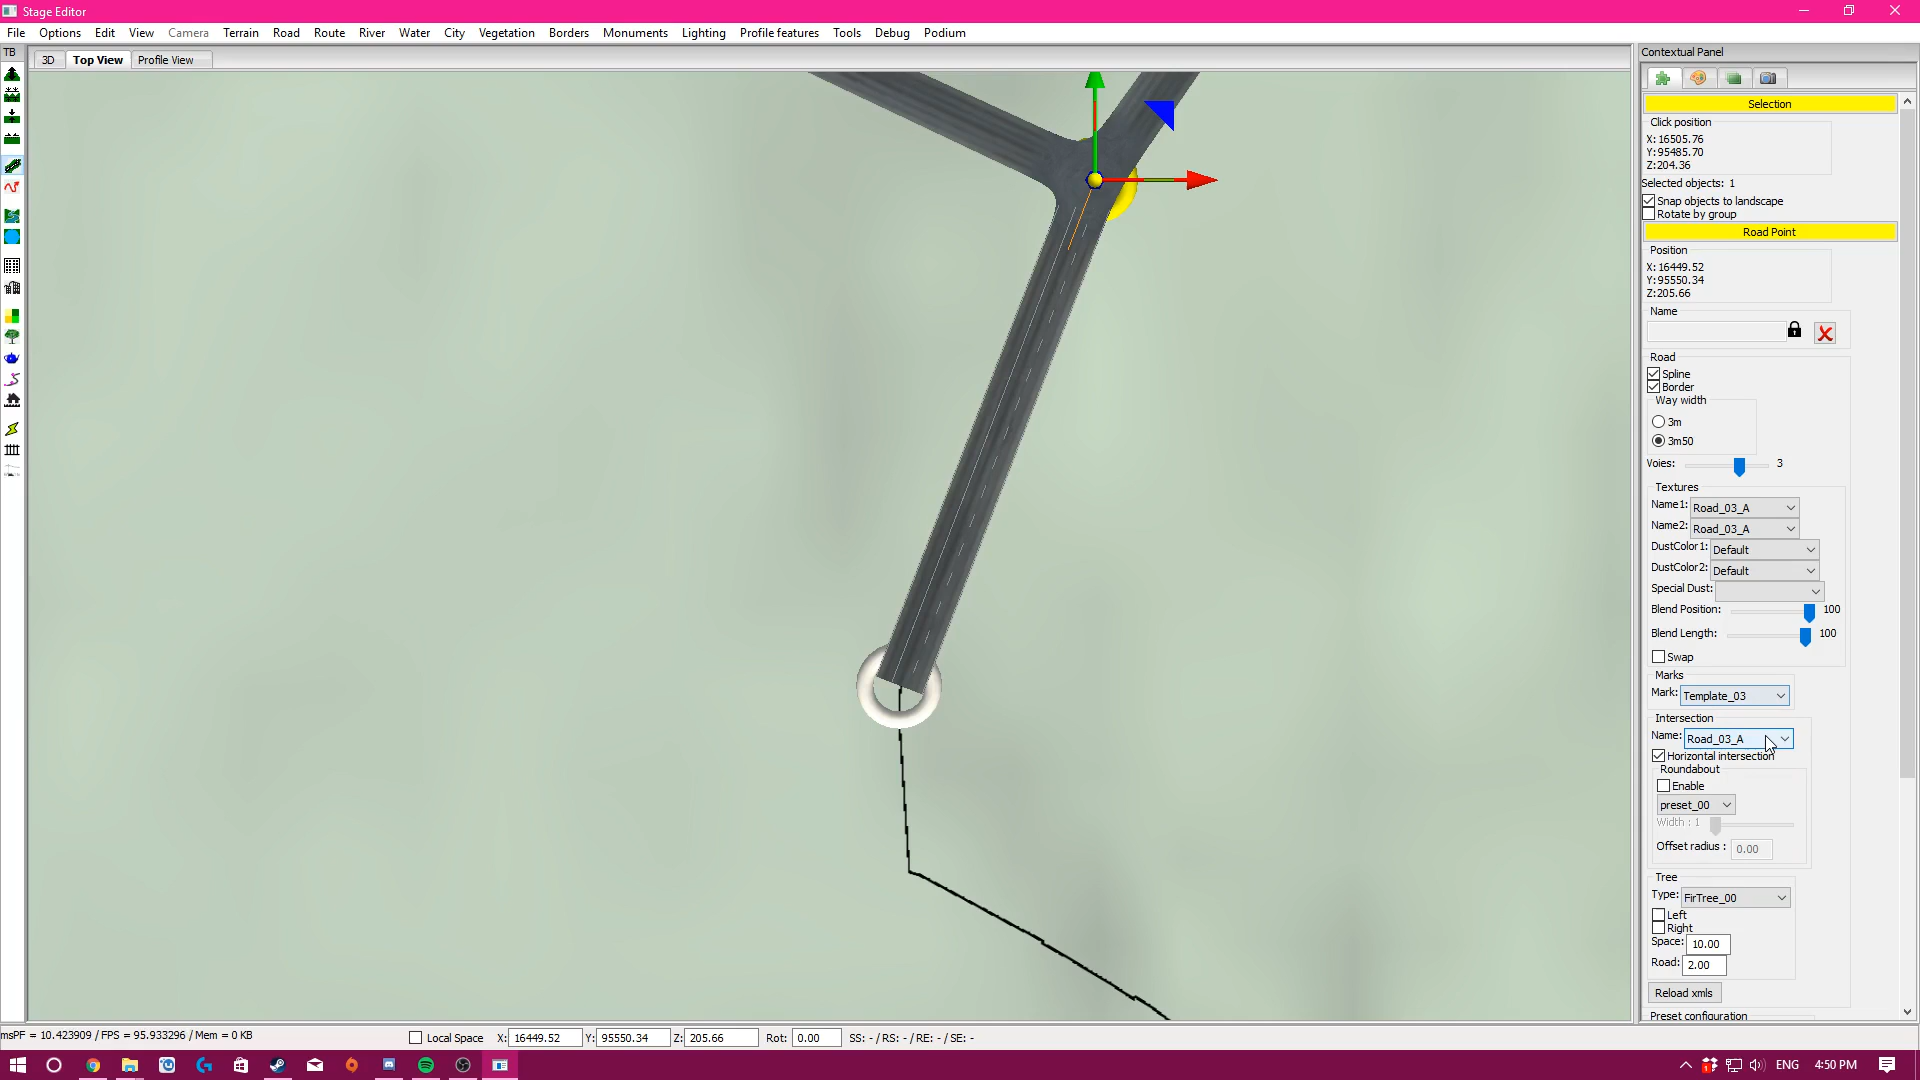 Stage Editor
File Options Edit View Camera Terrain Road Route River Water City Vegetation Borders Monuments Lighting Profile features Tools Debug Podium
TB
3D Top View Profile View
Contextual Panel
Selection
Click position
X:16505.76
Y:95485.70
Z:204.36
Selected objects: 1
Snap objects to landscape
Rotate by group
Road Point
Position
X:16449.52
Y:95550.34
Z:205.66
Name
Road
Spline
Border
Way width
3m
3m50
Voies: 3
Textures
Name1: Road_03_A
Name2: Road_03_A
DustColor1: Default
DustColor2: Default
Special Dust:
Blend Position: 100
Blend Length: 100
Swap
Marks
Mark: Template_03
Intersection
Name: Road_03_A
Horizontal intersection
Roundabout
Enable
preset_00
Width : 1
Offset radius : 0.00
Tree
Type: FirTree_00
Left
Right
Space: 10.00
Road: 2.00
Reload xmls
Preset configuration
msPF = 10.423909 / FPS = 95.933296 / Mem = 0 KB
Local Space X: 16449.52 Y: 95550.34 Z: 205.66 Rot: 0.00 SS: - / RS: - / RE: - / SE: -
ENG 4:50 PM